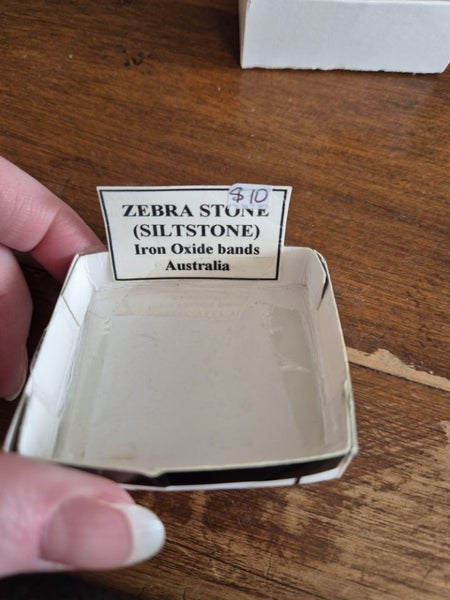 $10
ZEBRA STONE
(SILTSTONE)
Iron Oxide bands
Australia